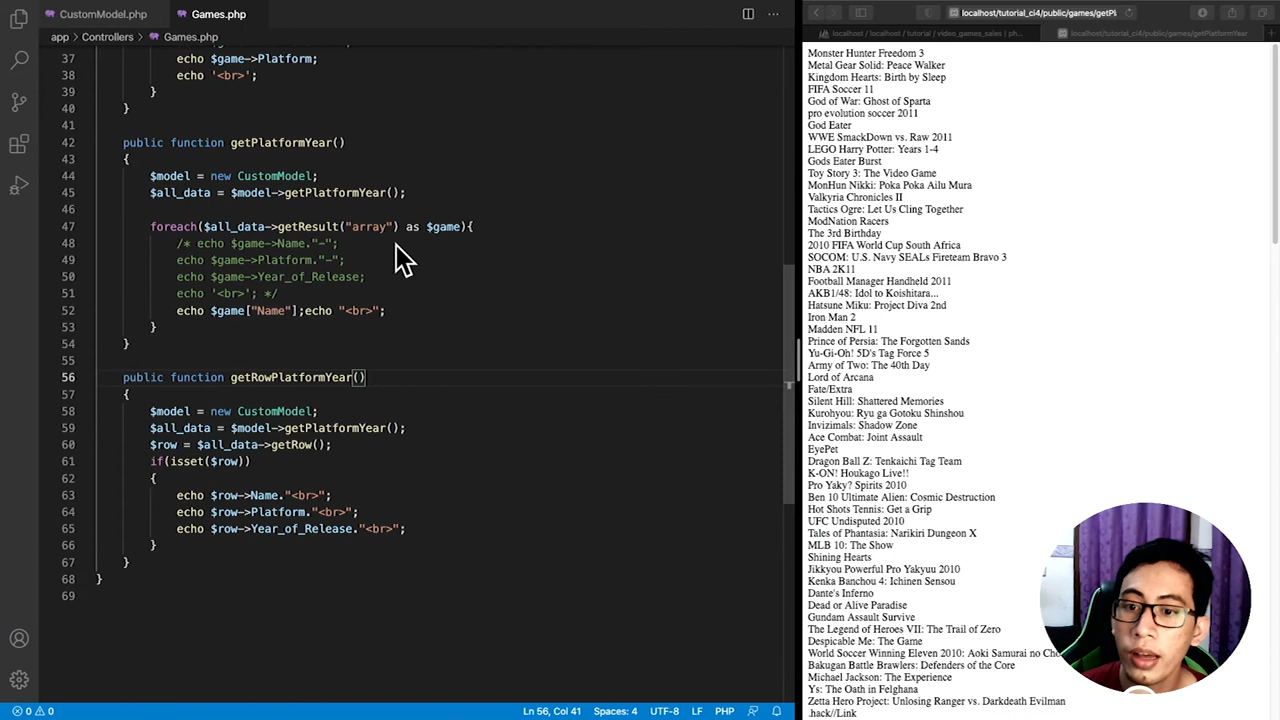 CustomModel.php
Games.php
app > Controllers > Games.php
37 echo $game->Platform;
38 echo '<br>';
39 }
40 }
41
42 public function getPlatformYear()
43 {
44 $model = new CustomModel;
45 $all_data = $model->getPlatformYear();
46
47 foreach($all_data->getResult("array") as $game){
48 /* echo $game->Name."-";
49 echo $game->Platform."-";
50 echo $game->Year_of_Release;
51 echo '<br>'; */
52 echo $game["Name"];echo "<br>";
53 }
54 }
55
56 public function getRowPlatformYear()
57 {
58 $model = new CustomModel;
59 $all_data = $model->getPlatformYear();
60 $row = $all_data->getRow();
61 if(isset($row))
62 {
63 echo $row->Name."<br>";
64 echo $row->Platform."<br>";
65 echo $row->Year_of_Release."<br>";
66 }
67 }
68 }
69
0 0
Ln 56, Col 41
Spaces: 4
UTF-8
LF
PHP
localhost/tutorial_ci4/public/games/getPl
localhost / localhost / tutorial / video_games_sales | ph...
localhost/tutorial_ci4/public/games/getPlatformYear
Monster Hunter Freedom 3
Metal Gear Solid: Peace Walker
Kingdom Hearts: Birth by Sleep
FIFA Soccer 11
God of War: Ghost of Sparta
pro evolution soccer 2011
God Eater
WWE SmackDown vs. Raw 2011
LEGO Harry Potter: Years 1-4
Gods Eater Burst
Toy Story 3: The Video Game
MonHun Nikki: Poka Poka Ailu Mura
Valkyria Chronicles II
Tactics Ogre: Let Us Cling Together
ModNation Racers
The 3rd Birthday
2010 FIFA World Cup South Africa
SOCOM: U.S. Navy SEALs Fireteam Bravo 3
NBA 2K11
Football Manager Handheld 2011
AKB1/48: Idol to Koishitara...
Hatsune Miku: Project Diva 2nd
Iron Man 2
Madden NFL 11
Prince of Persia: The Forgotten Sands
Yu-Gi-Oh! 5D's Tag Force 5
Army of Two: The 40th Day
Lord of Arcana
Fate/Extra
Silent Hill: Shattered Memories
Kurohyou: Ryu ga Gotoku Shinshou
Invizimals: Shadow Zone
Ace Combat: Joint Assault
EyePet
Dragon Ball Z: Tenkaichi Tag Team
K-ON! Houkago Live!!
Pro Yaky? Spirits 2010
Ben 10 Ultimate Alien: Cosmic Destruction
Hot Shots Tennis: Get a Grip
UFC Undisputed 2010
Tales of Phantasia: Narikiri Dungeon X
MLB 10: The Show
Shining Hearts
Jikkyou Powerful Pro Yakyuu 2010
Kenka Banchou 4: Ichinen Sensou
Dante's Inferno
Dead or Alive Paradise
Gundam Assault Survive
The Legend of Heroes VII: The Trail of Zero
Despicable Me: The Game
World Soccer Winning Eleven 2010: Aoki Samurai no Cho
Bakugan Battle Brawlers: Defenders of the Core
Michael Jackson: The Experience
Ys: The Oath in Felghana
Zetta Hero Project: Unlosing Ranger vs. Darkdeath Evilman
.hack//Link